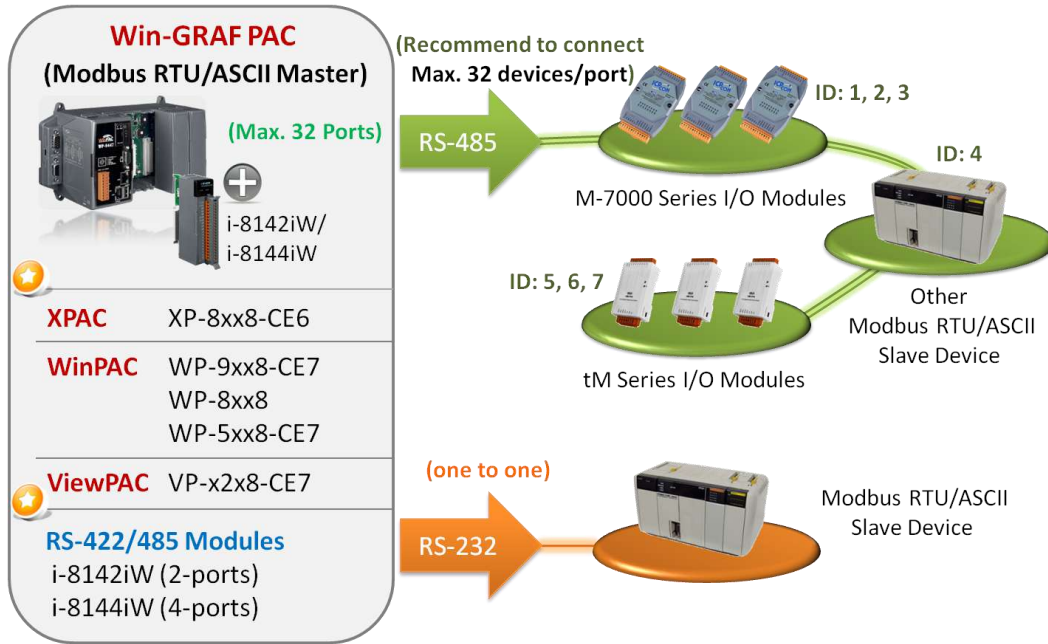 Win-GRAF PAC
(Modbus RTU/ASCII Master)
(Max. 32 Ports)
i-8142iW/
i-8144iW
XPAC XP-8xx8-CE6
WinPAC WP-9xx8-CE7
WP-8xx8
WP-5xx8-CE7
ViewPAC VP-x2x8-CE7
RS-422/485 Modules
i-8142iW (2-ports)
i-8144iW (4-ports)
(Recommend to connect
Max. 32 devices/port)
RS-485
ID: 1, 2, 3
M-7000 Series I/O Modules
ID: 4
Other
Modbus RTU/ASCII
Slave Device
ID: 5, 6, 7
tM Series I/O Modules
(one to one)
RS-232
Modbus RTU/ASCII
Slave Device